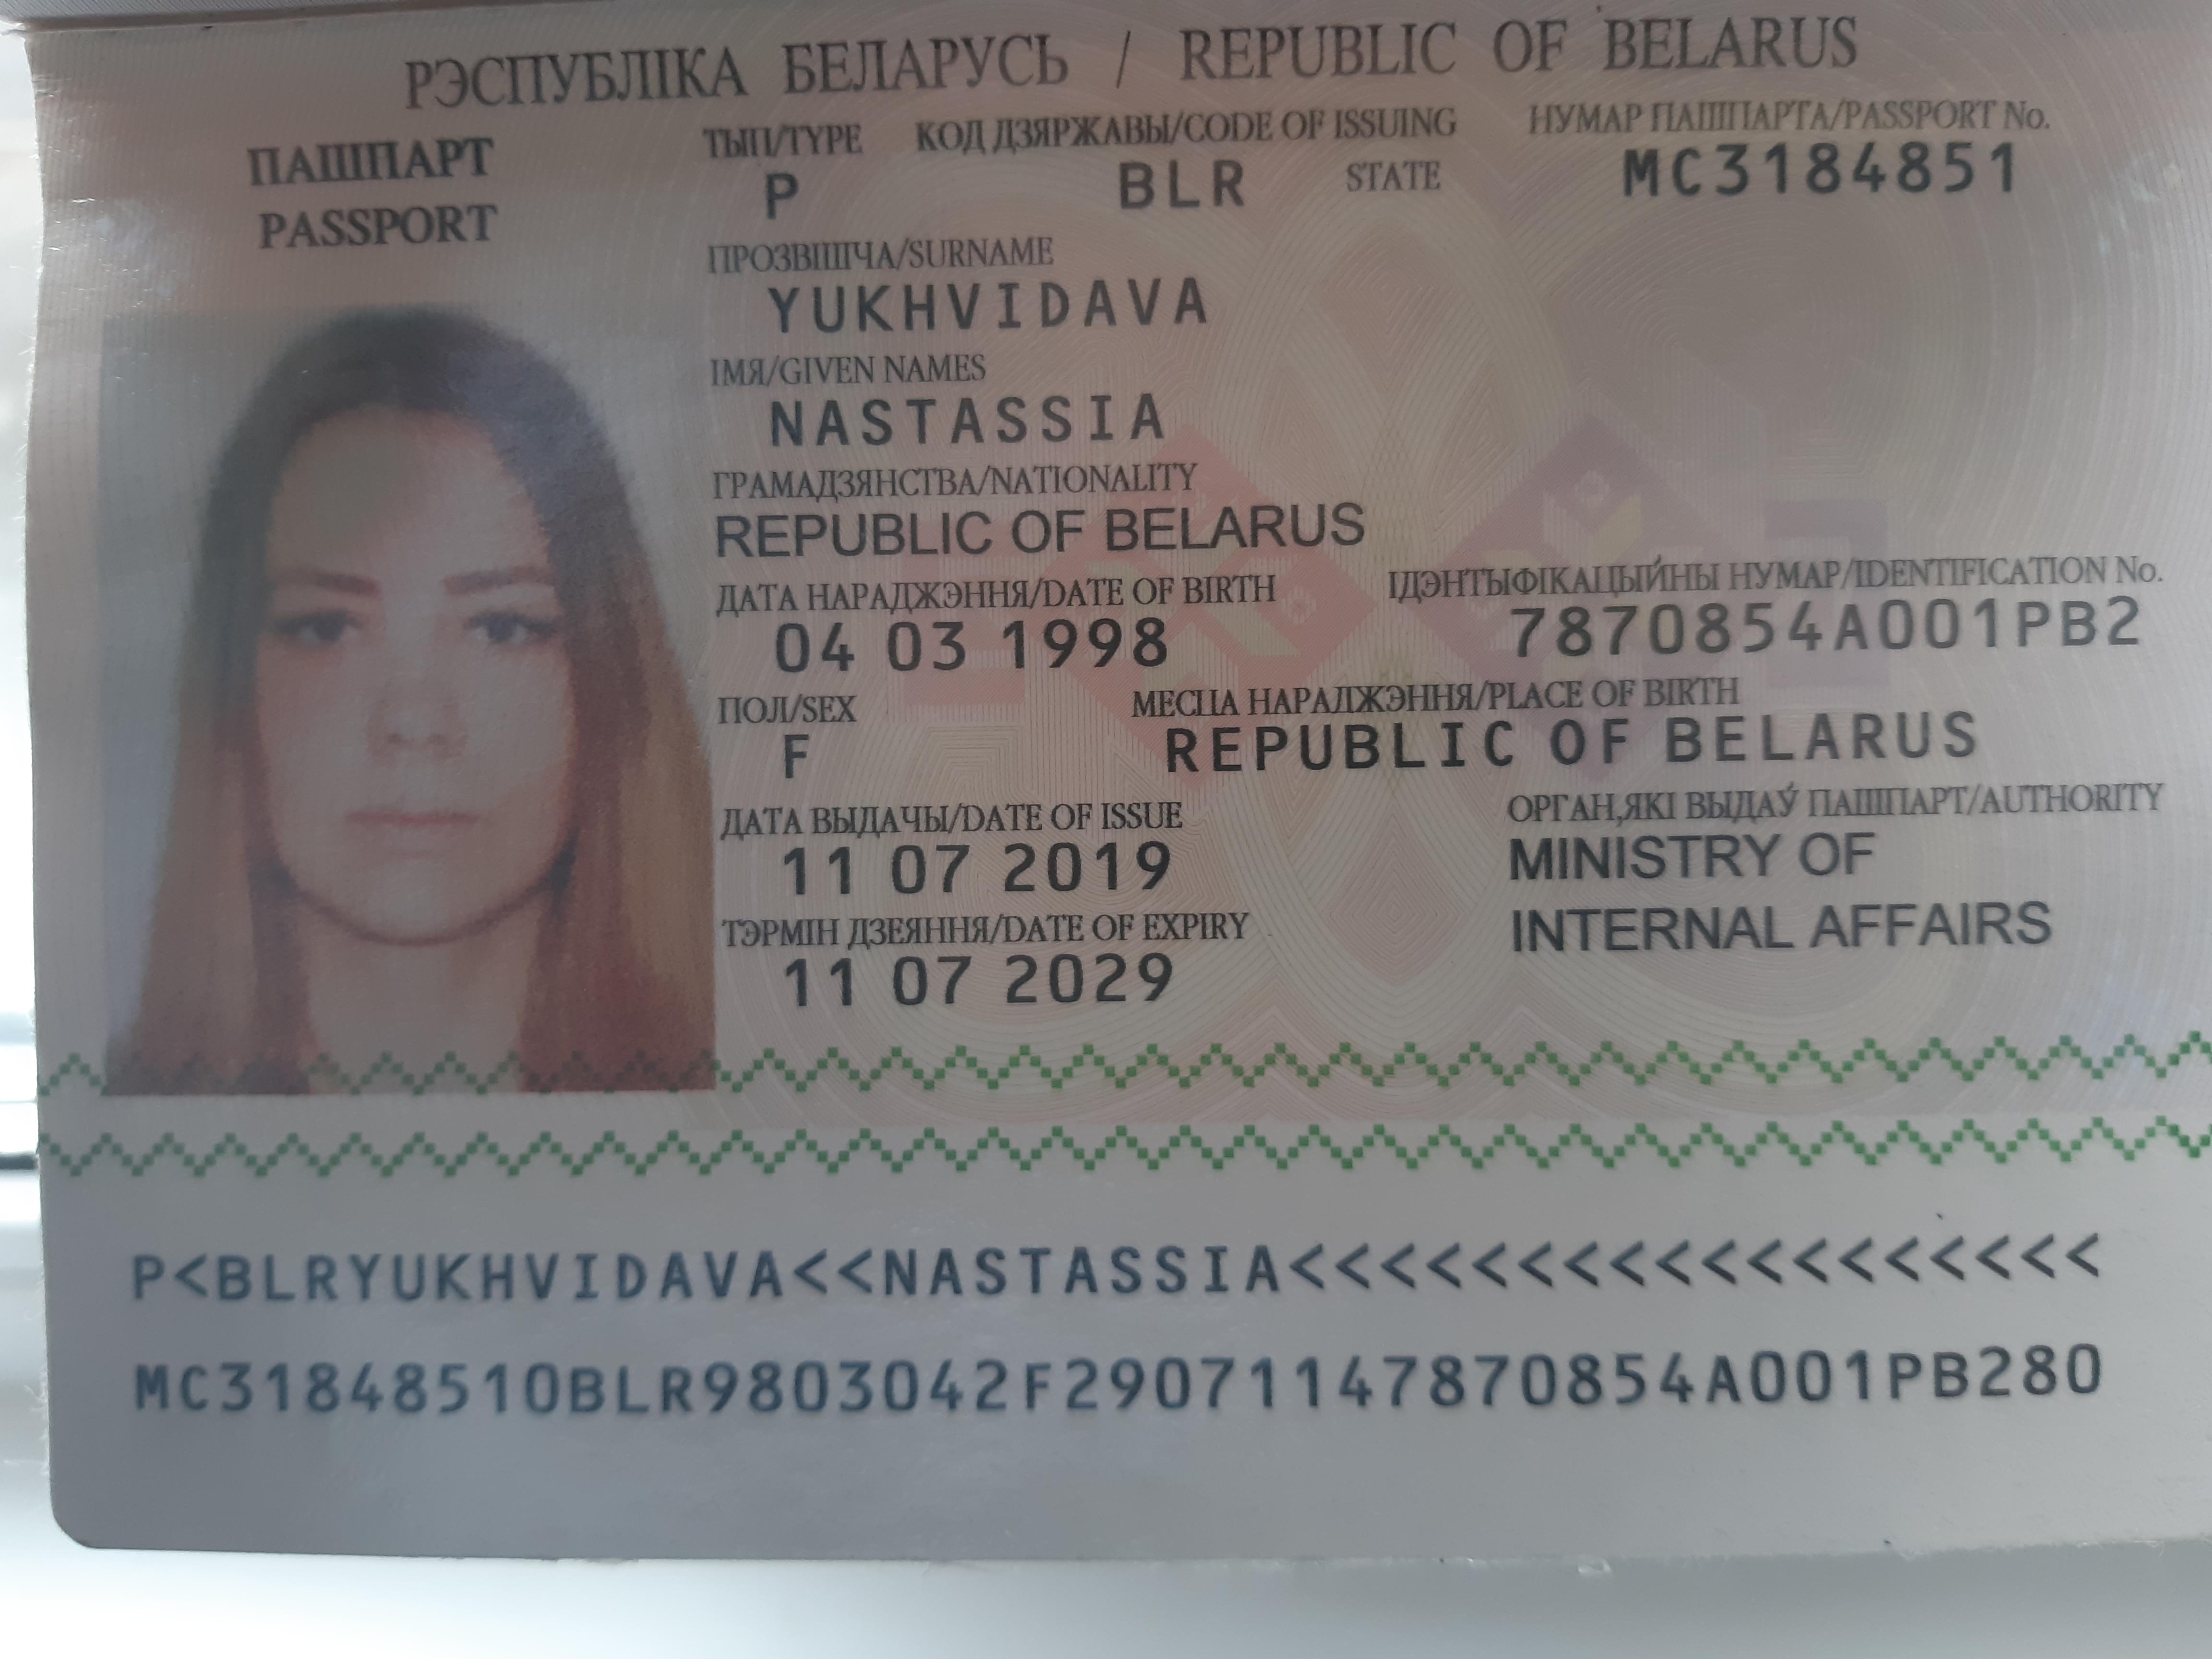 РЭСПУБЛІКА БЕЛАРУСЬ / REPUBLIC OF BELARUS
ПАШПАРТ
PASSPORT
ТЫП/TYPE
P
КОД ДЗЯРЖАВЫ/CODE OF ISSUING STATE
BLR
НУМАР ПАШПАРТА/PASSPORT No.
MC3184851
ПРОЗВІШЧА/SURNAME
YUKHVIDAVA
ІМЯ/GIVEN NAMES
NASTASSIA
ГРАМАДЗЯНСТВА/NATIONALITY
REPUBLIC OF BELARUS
ДАТА НАРАДЖЭННЯ/DATE OF BIRTH
04 03 1998
ІДЭНТЫФІКАЦЫЙНЫ НУМАР/IDENTIFICATION No.
7870854A001PB2
ПОЛ/SEX
F
МЕСЦА НАРАДЖЭННЯ/PLACE OF BIRTH
REPUBLIC OF BELARUS
ДАТА ВЫДАЧЫ/DATE OF ISSUE
11 07 2019
ОРГАН,ЯКІ ВЫДАЎ ПАШПАРТ/AUTHORITY
MINISTRY OF
INTERNAL AFFAIRS
ТЭРМІН ДЗЕЯННЯ/DATE OF EXPIRY
11 07 2029
P<BLRYUKHVIDAVA<<NASTASSIA<<<<<<<<<<<<<<<<<<
MC31848510BLR9803042F29071147870854A001PB280